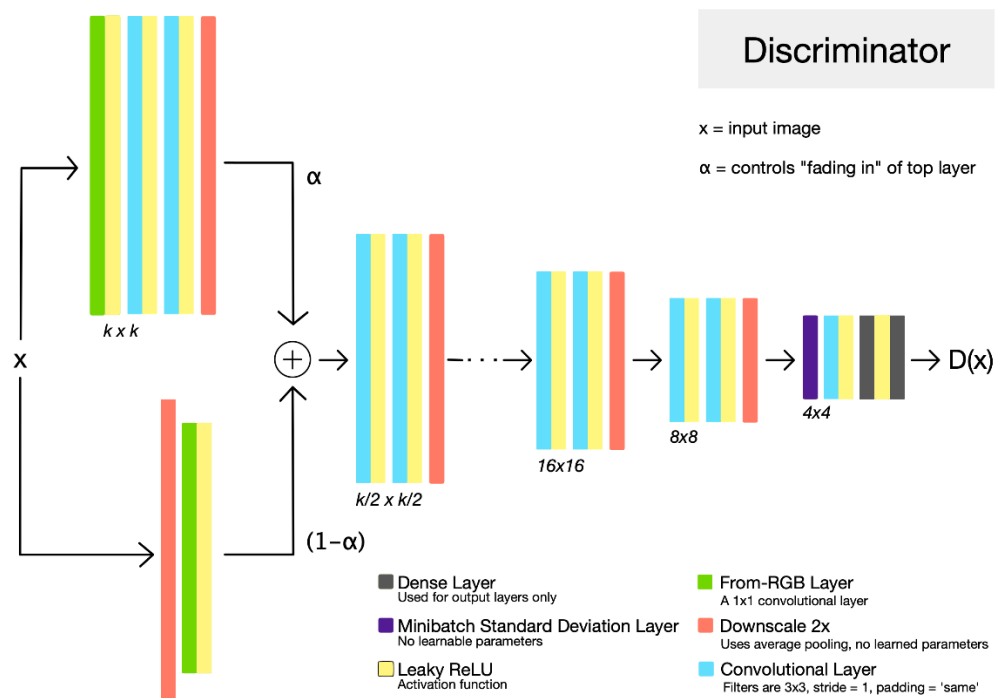 Discriminator
x = input image
α = controls "fading in" of top layer
k x k
α
x
+
D(x)
4x4
8x8
16x16
k/2 x k/2
(1-α)
Dense Layer
Used for output layers only
Minibatch Standard Deviation Layer
No learnable parameters
Leaky ReLU
Activation function
From-RGB Layer
A 1x1 convolutional layer
Downscale 2x
Uses average pooling, no learned parameters
Convolutional Layer
Filters are 3x3, stride = 1, padding = 'same'